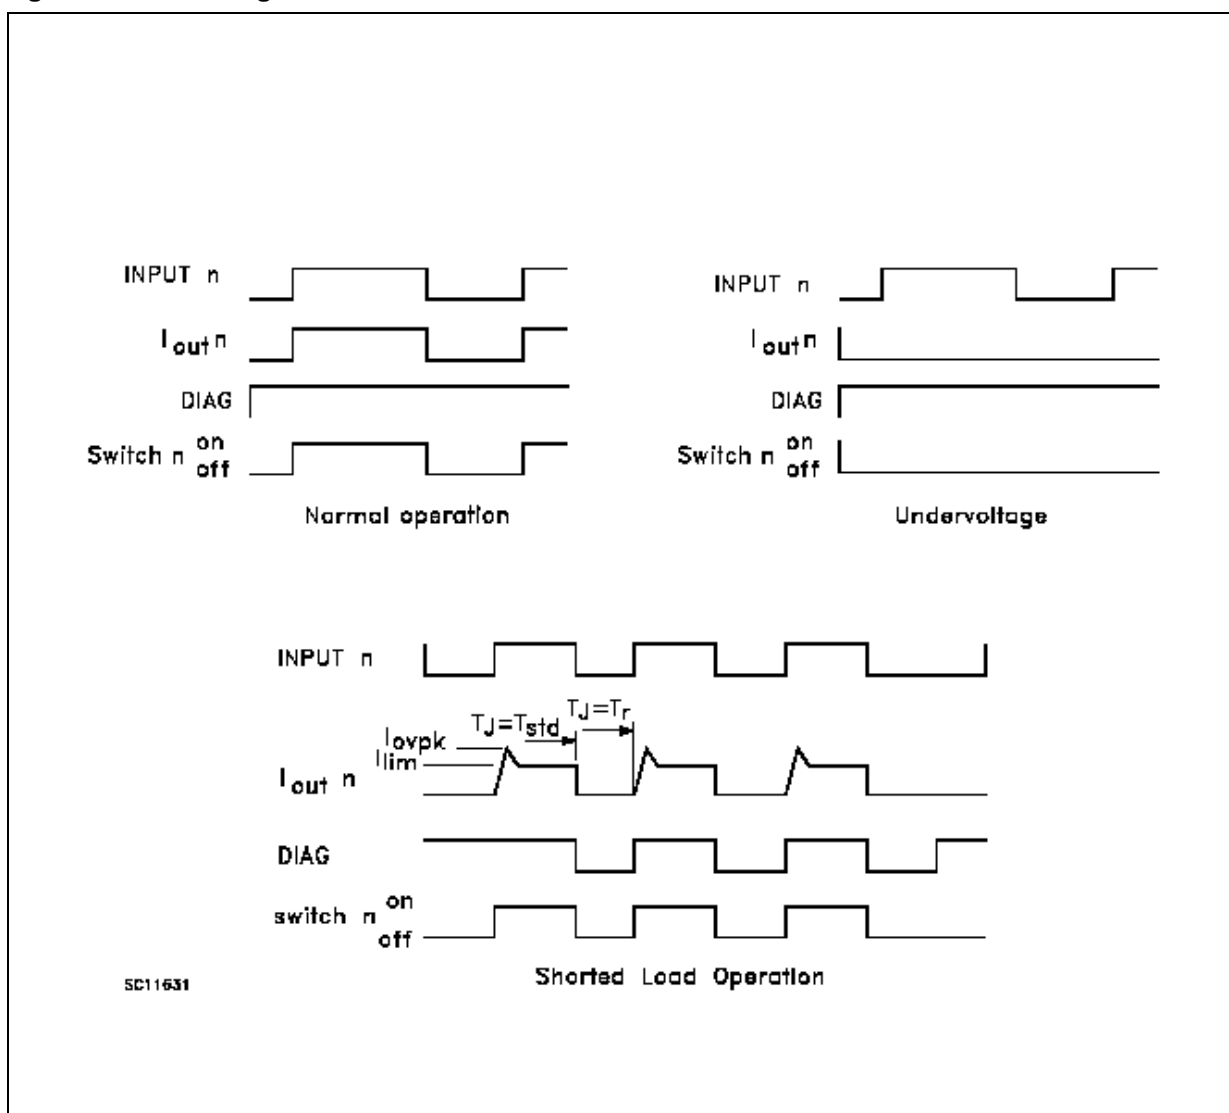 INPUT n
I out n
DIAG
Switch n on off
Normal operation
INPUT n
I out n
DIAG
Switch n on off
Undervoltage
INPUT n
TJ=Tstd
TJ=Tr
Iovpk
Ilim
I out n
DIAG
switch n on off
Shorted Load Operation
SC11631